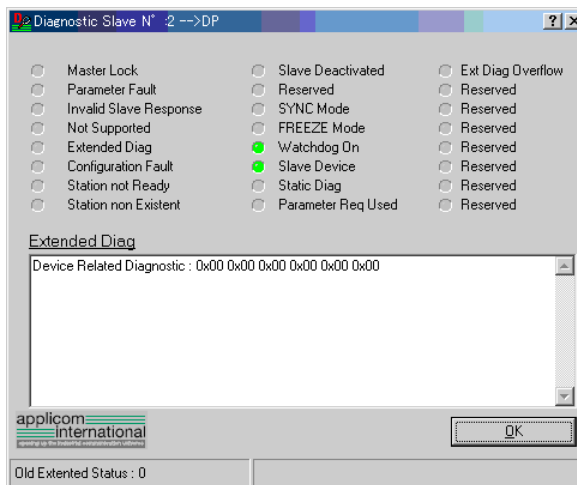 Diagnostic Slave N° :2 -->DP
Master Lock
Parameter Fault
Invalid Slave Response
Not Supported
Extended Diag
Configuration Fault
Station not Ready
Station non Existent
Slave Deactivated
Reserved
SYNC Mode
FREEZE Mode
Watchdog On
Slave Device
Static Diag
Parameter Req Used
Ext Diag Overflow
Reserved
Reserved
Reserved
Reserved
Reserved
Reserved
Reserved
Extended Diag
Device Related Diagnostic : 0x00 0x00 0x00 0x00 0x00 0x00
applicom
international
OK
Old Extented Status : 0